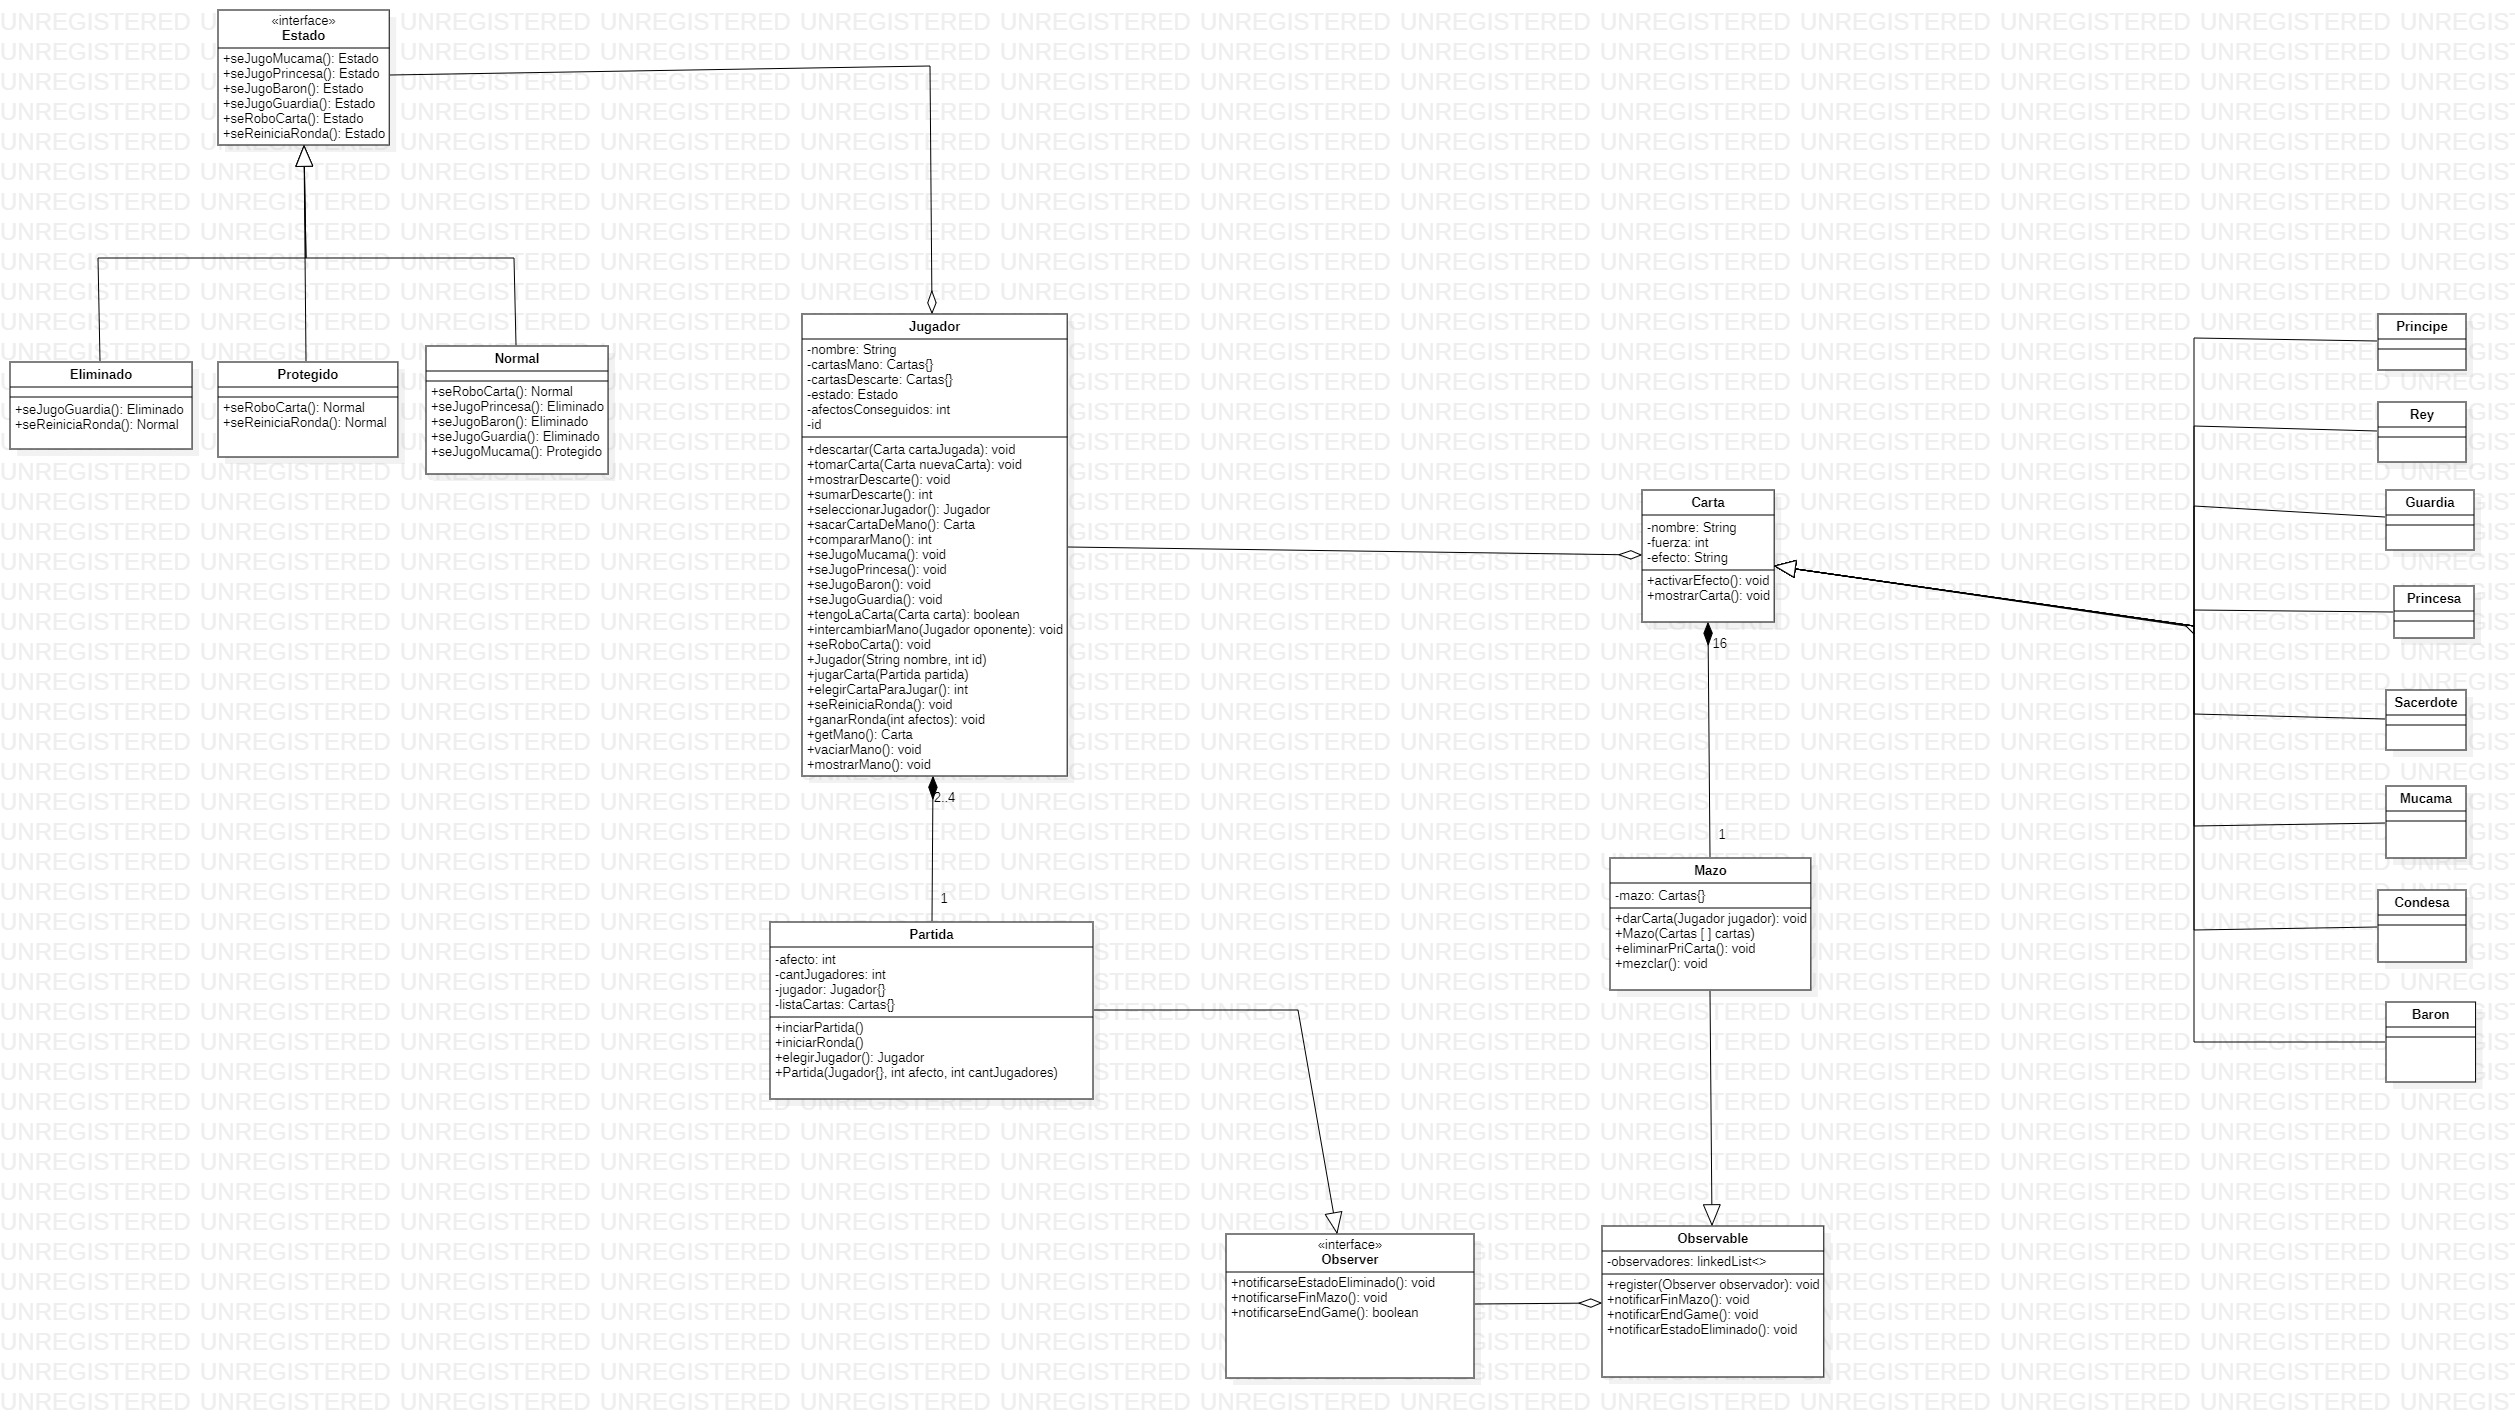 «interface»
Estado
+seJugoMucama(): Estado
+seJugoPrincesa(): Estado
+seJugoBaron(): Estado
+seJugoGuardia(): Estado
+seRoboCarta(): Estado
+seReiniciaRonda(): Estado
Eliminado
+seJugoGuardia(): Eliminado
+seReiniciaRonda(): Normal
Protegido
+seRoboCarta(): Normal
+seReiniciaRonda(): Normal
Normal
+seRoboCarta(): Normal
+seJugoPrincesa(): Eliminado
+seJugoBaron(): Eliminado
+seJugoGuardia(): Eliminado
+seJugoMucama(): Protegido
Jugador
-nombre: String
-cartasMano: Cartas{}
-cartasDescarte: Cartas{}
-estado: Estado
-afectosConseguidos: int
-id
+descartar(Carta cartaJugada): void
+tomarCarta(Carta nuevaCarta): void
+mostrarDescarte(): void
+sumarDescarte(): int
+seleccionarJugador(): Jugador
+sacarCartaDeMano(): Carta
+compararMano(): int
+seJugoMucama(): void
+seJugoPrincesa(): void
+seJugoBaron(): void
+seJugoGuardia(): void
+tengoLaCarta(Carta carta): boolean
+intercambiarMano(Jugador oponente): void
+seRoboCarta(): void
+Jugador(String nombre, int id)
+jugarCarta(Partida partida)
+elegirCartaParaJugar(): int
+seReiniciaRonda(): void
+ganarRonda(int afectos): void
+getMano(): Carta
+vaciarMano(): void
+mostrarMano(): void
2..4
1
Partida
-afecto: int
-cantJugadores: int
-jugador: Jugador{}
-listaCartas: Cartas{}
+inciarPartida()
+iniciarRonda()
+elegirJugador(): Jugador
+Partida(Jugador{}, int afecto, int cantJugadores)
Carta
-nombre: String
-fuerza: int
-efecto: String
+activarEfecto(): void
+mostrarCarta(): void
16
1
Mazo
-mazo: Cartas{}
+darCarta(Jugador jugador): void
+Mazo(Cartas [ ] cartas)
+eliminarPriCarta(): void
+mezclar(): void
«interface»
Observer
+notificarseEstadoEliminado(): void
+notificarseFinMazo(): void
+notificarseEndGame(): boolean
Observable
-observadores: linkedList<>
+register(Observer observador): void
+notificarFinMazo(): void
+notificarEndGame(): void
+notificarEstadoEliminado(): void
Principe
Rey
Guardia
Princesa
Sacerdote
Mucama
Condesa
Baron
UNREGISTERED